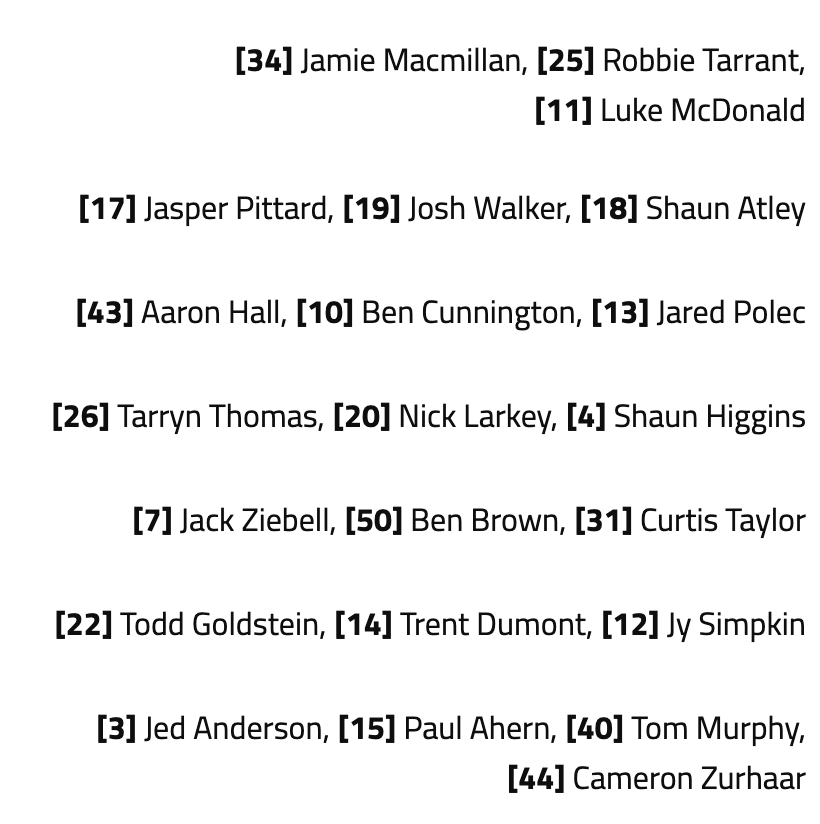 [34] Jamie Macmillan, [25] Robbie Tarrant,
[11] Luke McDonald
[17] Jasper Pittard, [19] Josh Walker, [18] Shaun Atley
[43] Aaron Hall, [10] Ben Cunnington, [13] Jared Polec
[26] Tarryn Thomas, [20] Nick Larkey, [4] Shaun Higgins
[7] Jack Ziebell, [50] Ben Brown, [31] Curtis Taylor
[22] Todd Goldstein, [14] Trent Dumont, [12] Jy Simpkin
[3] Jed Anderson, [15] Paul Ahern, [40] Tom Murphy,
[44] Cameron Zurhaar